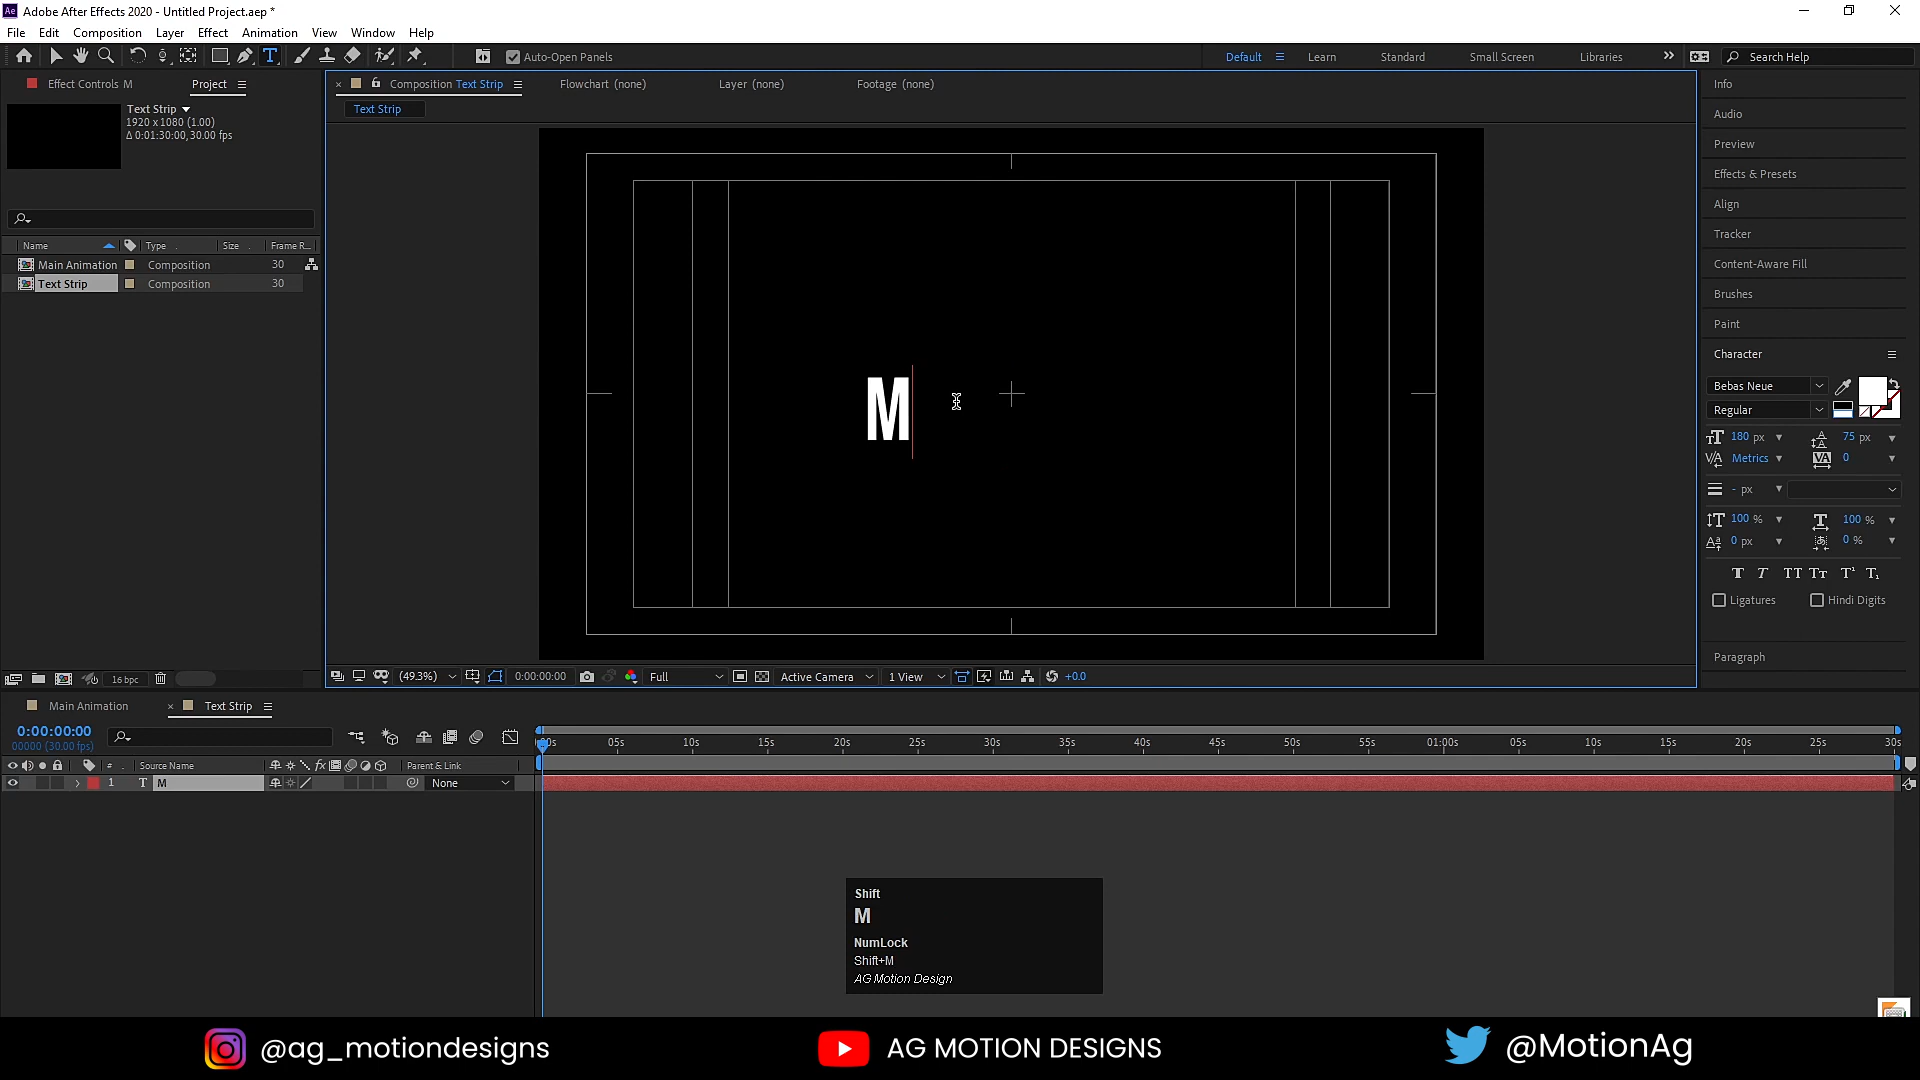 Adobe After Effects 2020 - Untitled Project.aep *
File Edit Composition Layer Effect Animation View Window Help
Auto-Open Panels
Default Learn Standard Small Screen Libraries Search Help
Effect Controls M Project
Composition Text Strip Flowchart (none) Layer (none) Footage (none)
Text Strip
Text Strip
1920 x 1080 (1.00)
Δ 0:01:30:00, 30.00 fps
Name Type Size Frame R...
Main Animation Composition 30
Text Strip Composition 30
M
Info
Audio
Preview
Effects & Presets
Align
Tracker
Content-Aware Fill
Brushes
Paint
Character
Bebas Neue
Regular
180 px 75 px
Metrics 0
- px
100 % 100 %
0 px 0 %
T T TT Tт T¹ T₁
Ligatures Hindi Digits
Paragraph
16 bpc
(49.3%) 0:00:00:00 Full Active Camera 1 View +0.0
Main Animation Text Strip
0:00:00:00
00000 (30.00 fps)
05s 10s 15s 20s 25s 30s 35s 40s 45s 50s 55s 01:00s 05s 10s 15s 20s 25s 30s
# Source Name fx Parent & Link
1 T M None
Shift
M
NumLock
Shift+M
AG Motion Design
@ag_motiondesigns AG MOTION DESIGNS @MotionAg